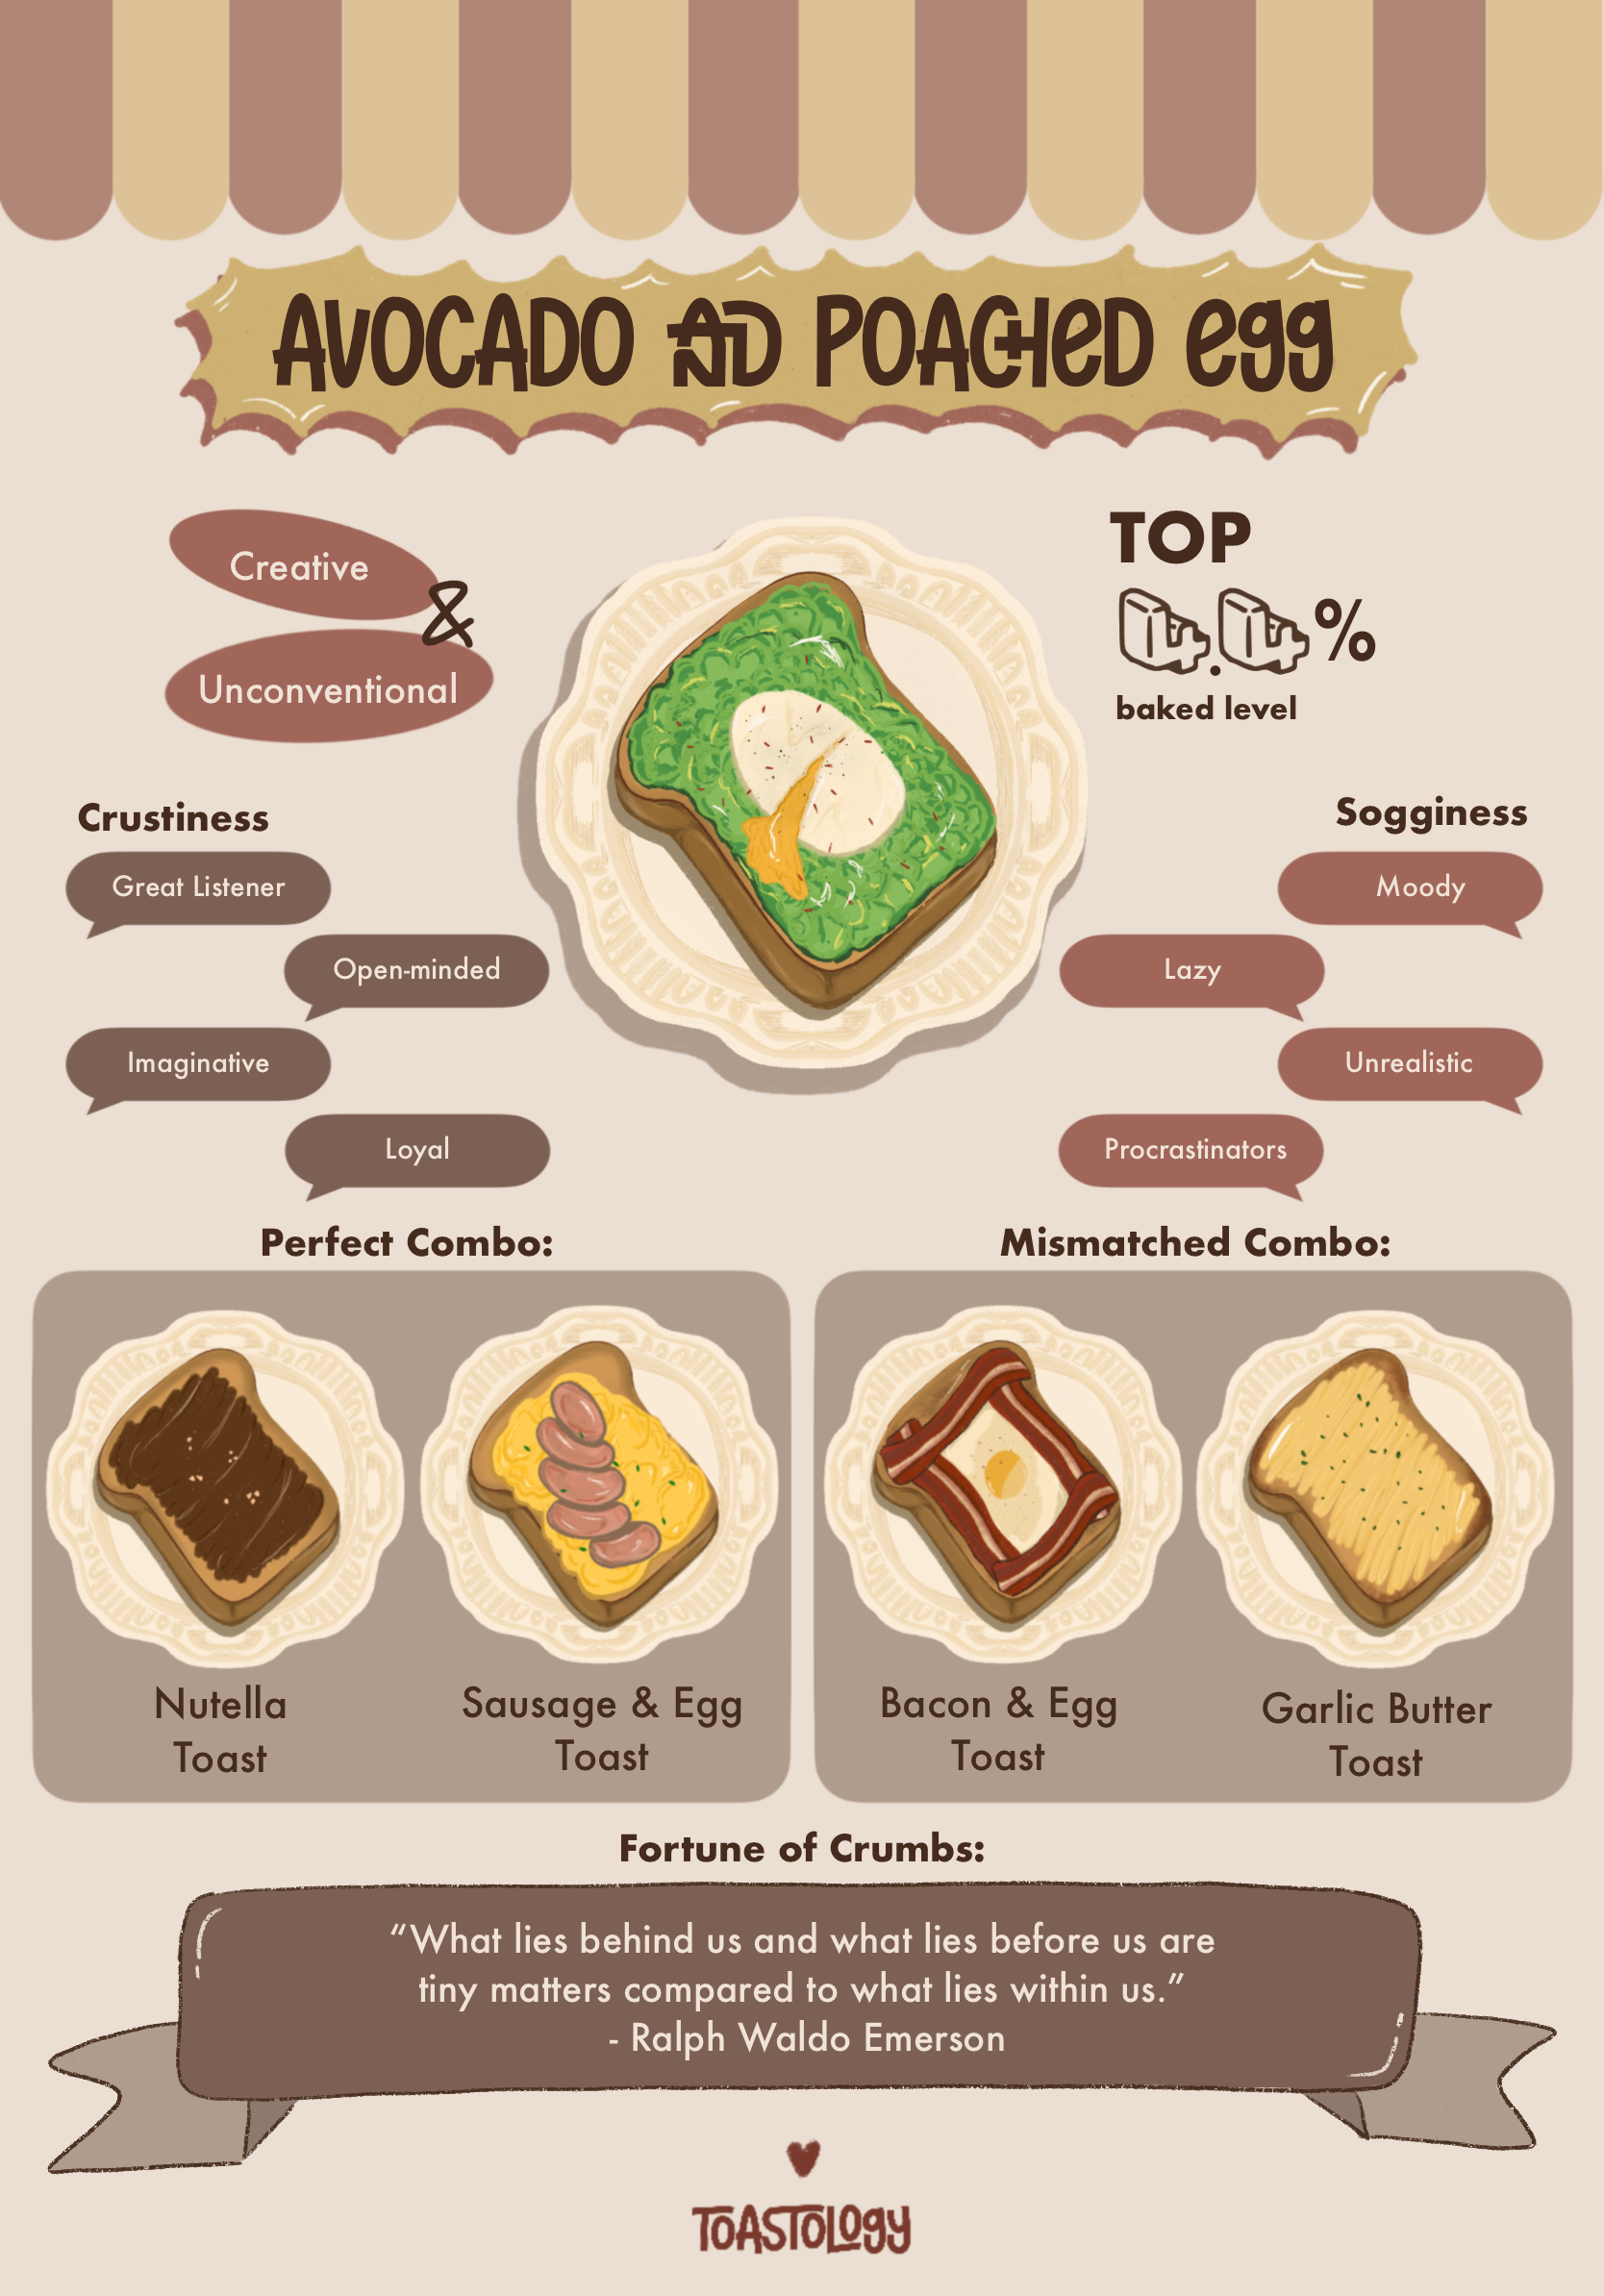 AVOCADO AND POACHED egg
Creative
&
Unconventional
TOP
%
baked level
Crustiness
Great Listener
Open-minded
Imaginative
Loyal
Sogginess
Moody
Lazy
Unrealistic
Procrastinators
Perfect Combo:
Nutella
Toast
Sausage & Egg
Toast
Mismatched Combo:
Bacon & Egg
Toast
Garlic Butter
Toast
Fortune of Crumbs:
“What lies behind us and what lies before us are
tiny matters compared to what lies within us.”
- Ralph Waldo Emerson
TOASTOLOgy